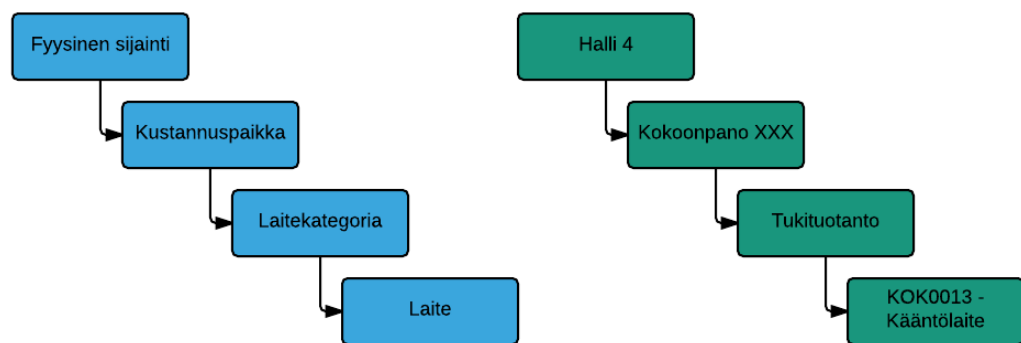 Fyysinen sijainti
Kustannuspaikka
Laitekategoria
Laite
Halli 4
Kokoonpano XXX
Tukituotanto
KOK0013 -
Kääntölaite